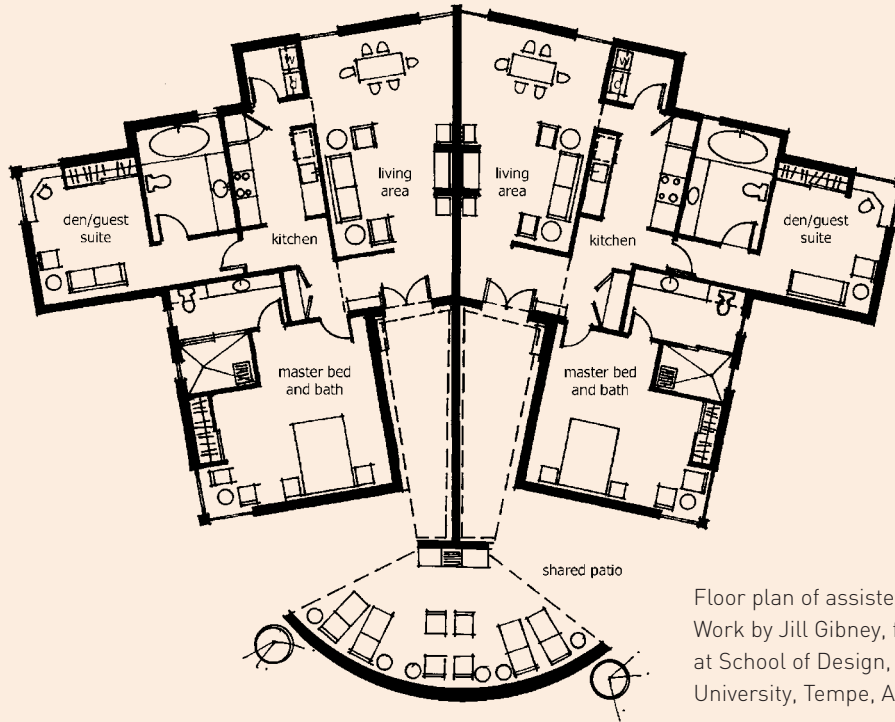 living
area
living
area
den/guest
suite
kitchen
kitchen
den/guest
suite
master bed
and bath
master bed
and bath
shared patio
Floor plan of assiste
Work by Jill Gibney,
at School of Design,
University, Tempe, A